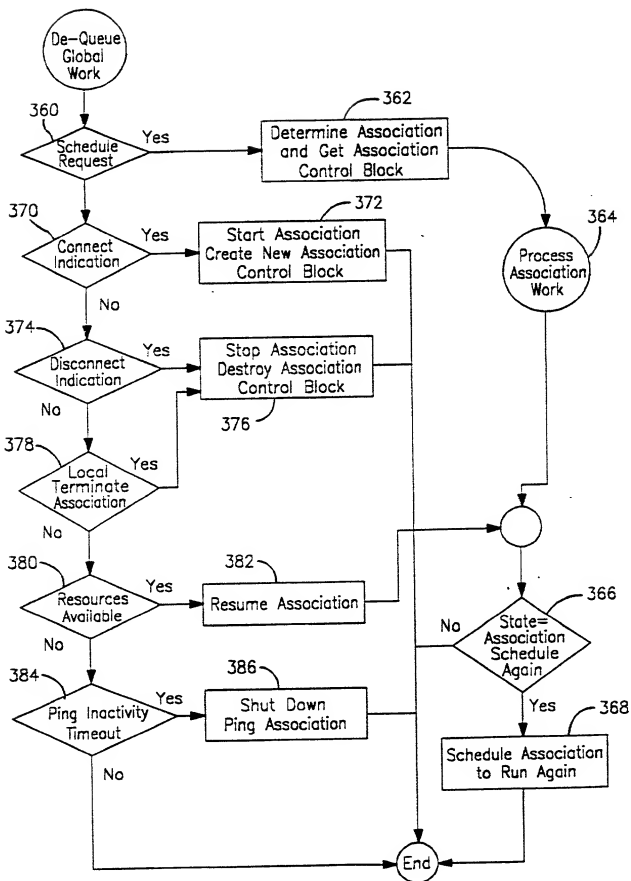 De-Queue
Global
Work
360
Schedule
Request
Yes
362
Determine Association
and Get Association
Control Block
364
Process
Association
Work
370
Connect
Indication
Yes
No
372
Start Association
Create New Association
Control Block
374
Disconnect
Indication
Yes
No
Stop Association
Destroy Association
Control Block
376
378
Local
Terminate
Association
Yes
No
380
Resources
Available
Yes
No
382
Resume Association
366
State=
Association
Schedule
Again
No
Yes
384
Ping Inactivity
Timeout
Yes
No
386
Shut Down
Ping Association
368
Schedule Association
to Run Again
End